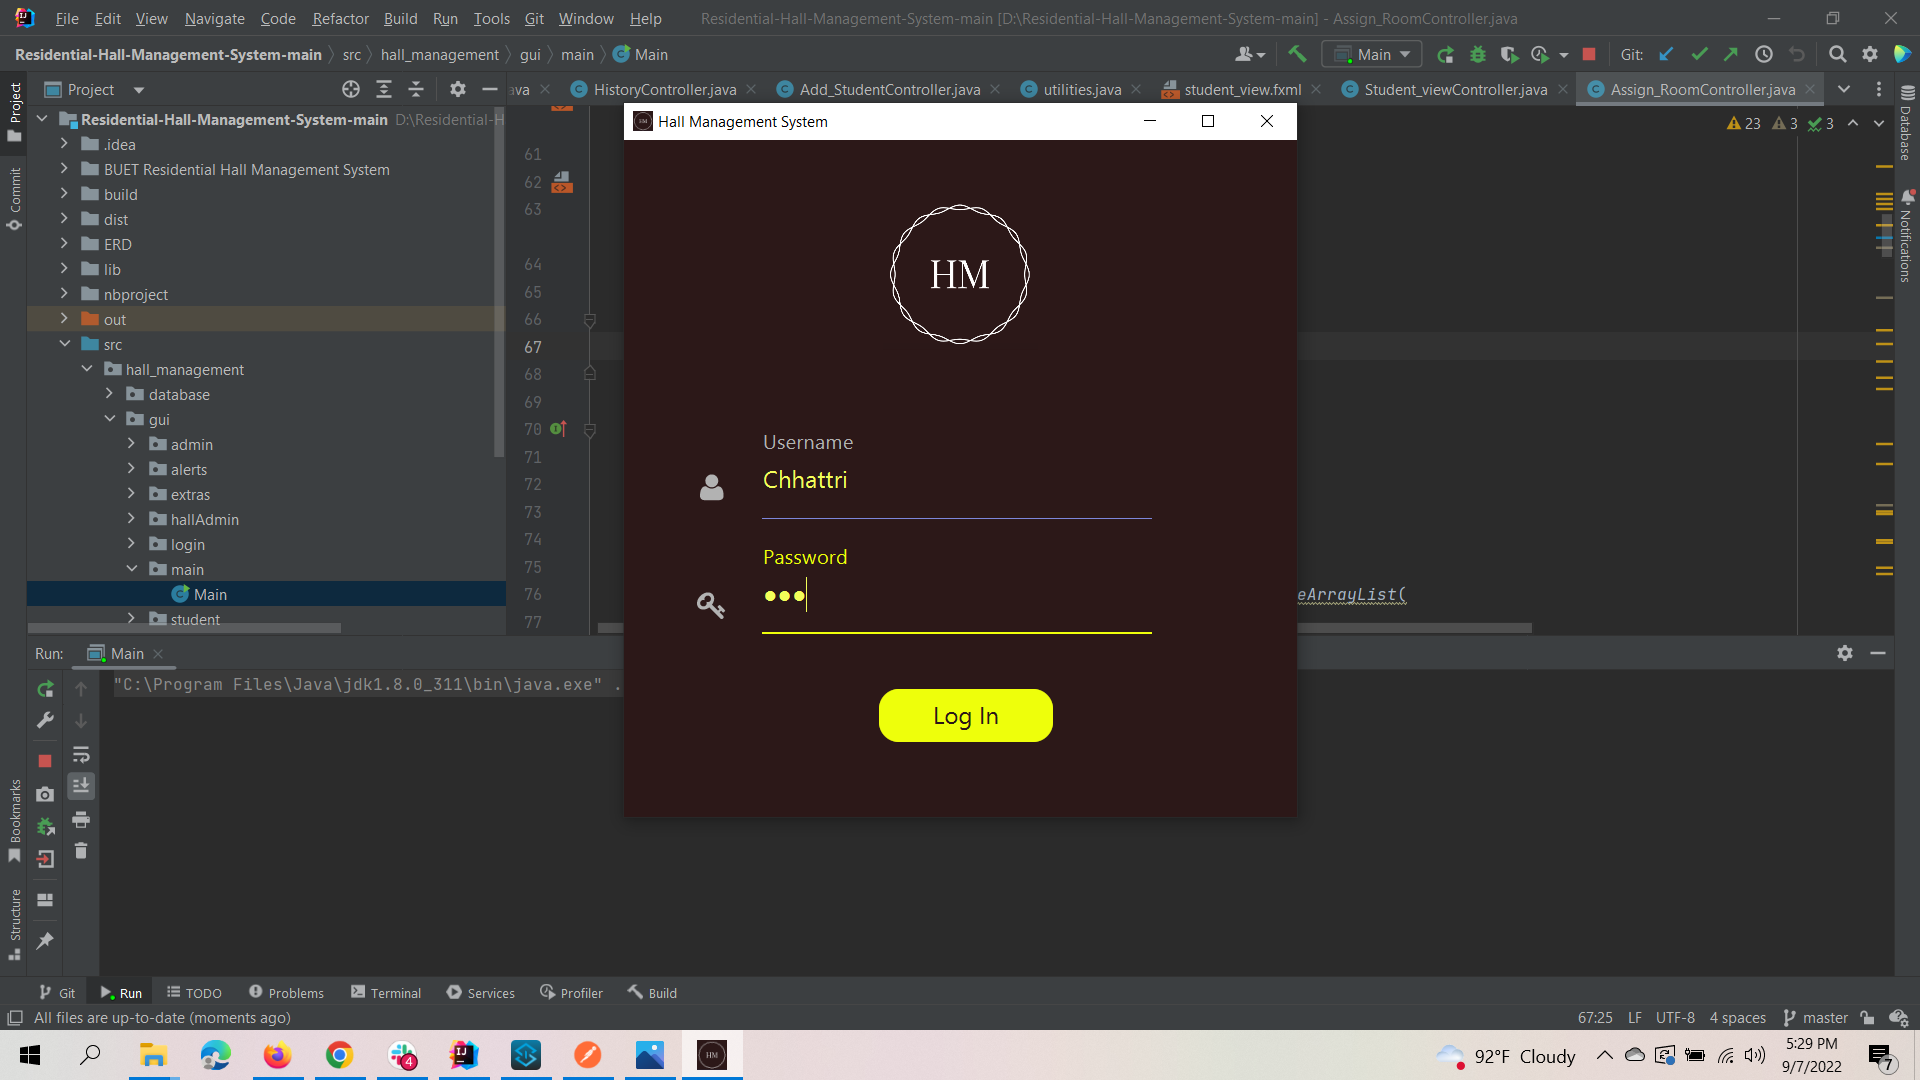 File Edit View Navigate Code Refactor Build Run Tools Git Window Help Residential-Hall-Management-System-main [D:\Residential-Hall-Management-System-main] - Assign_RoomController.java
Residential-Hall-Management-System-main src hall_management gui main Main Main Git:
Project ava HistoryController.java Add_StudentController.java utilities.java student_view.fxml Student_viewController.java Assign_RoomController.java
Project
Commit
Bookmarks
Structure
Database
Notifications
Residential-Hall-Management-System-main D:\Residential-H
.idea
BUET Residential Hall Management System
build
dist
ERD
lib
nbproject
out
src
hall_management
database
gui
admin
alerts
extras
hallAdmin
login
main
Main
student
61
62
63
64
65
66
67
68
69
70
71
72
73
74
75
76
77
23 3 3
eArrayList(
Hall Management System
HM
Username
Chhattri
Password
Log In
Run: Main
"C:\Program Files\Java\jdk1.8.0_311\bin\java.exe" .
Git Run TODO Problems Terminal Services Profiler Build
All files are up-to-date (moments ago) 67:25 LF UTF-8 4 spaces master
4 HM 92°F Cloudy 5:29 PM
9/7/2022 7